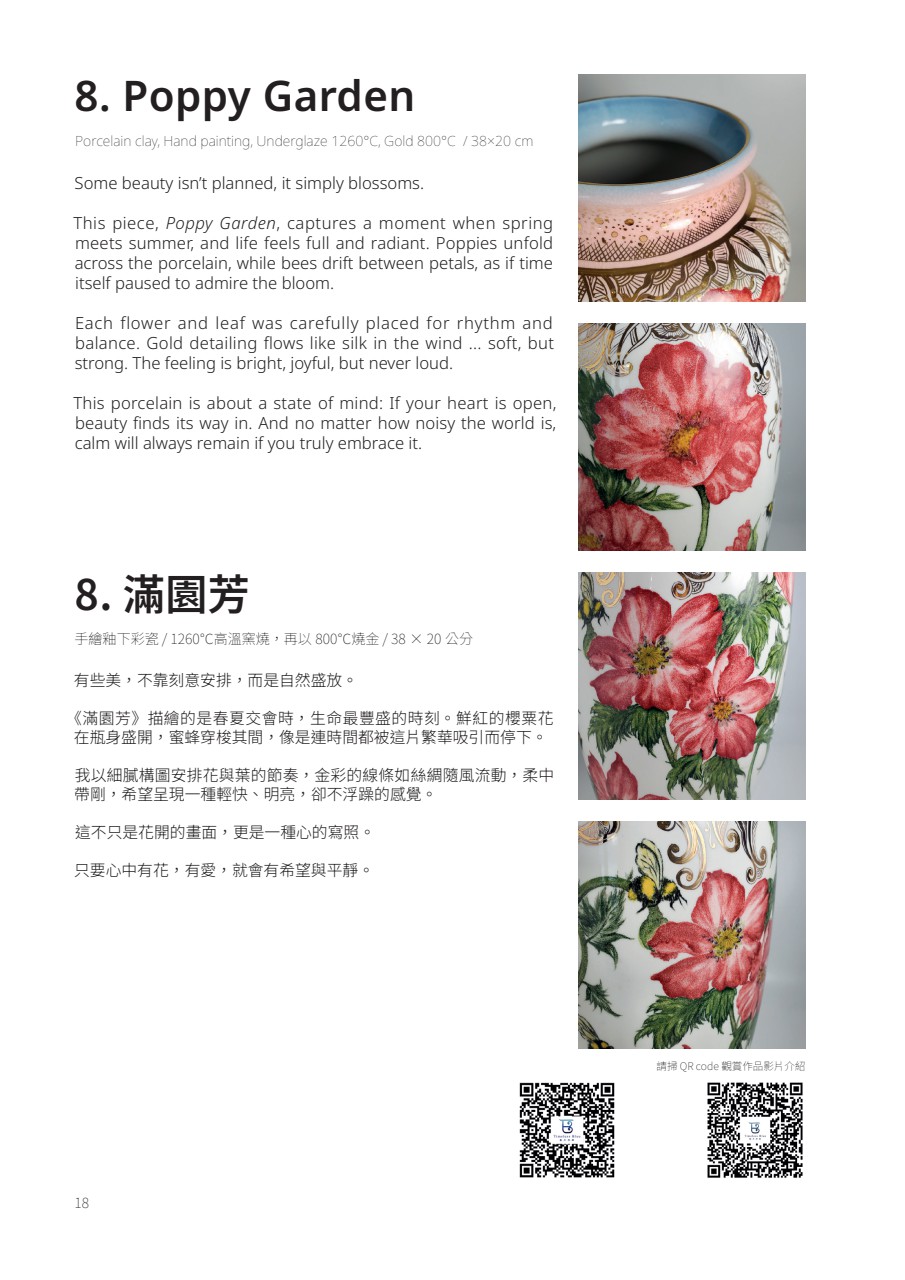 8. Poppy Garden
Porcelain clay, Hand painting, Underglaze 1260°C, Gold 800°C / 38×20 cm
Some beauty isn’t planned, it simply blossoms.
This piece, Poppy Garden, captures a moment when spring
meets summer, and life feels full and radiant. Poppies unfold
across the porcelain, while bees drift between petals, as if time
itself paused to admire the bloom.
Each flower and leaf was carefully placed for rhythm and
balance. Gold detailing flows like silk in the wind ... soft, but
strong. The feeling is bright, joyful, but never loud.
This porcelain is about a state of mind: If your heart is open,
beauty finds its way in. And no matter how noisy the world is,
calm will always remain if you truly embrace it.
8. 滿園芳
手繪釉下彩瓷 / 1260°C高溫窯燒，再以 800°C燒金 / 38 × 20 公分
有些美，不靠刻意安排，而是自然盛放。
《滿園芳》描繪的是春夏交會時，生命最豐盛的時刻。鮮紅的櫻粟花
在瓶身盛開，蜜蜂穿梭其間，像是連時間都被這片繁華吸引而停下。
我以細膩構圖安排花與葉的節奏，金彩的線條如絲綢隨風流動，柔中
帶剛，希望呈現一種輕快、明亮，卻不浮躁的感覺。
這不只是花開的畫面，更是一種心的寫照。
只要心中有花，有愛，就會有希望與平靜。
請掃 QR code 觀賞作品影片介紹
Timeless Blue
Timeless Blue
18